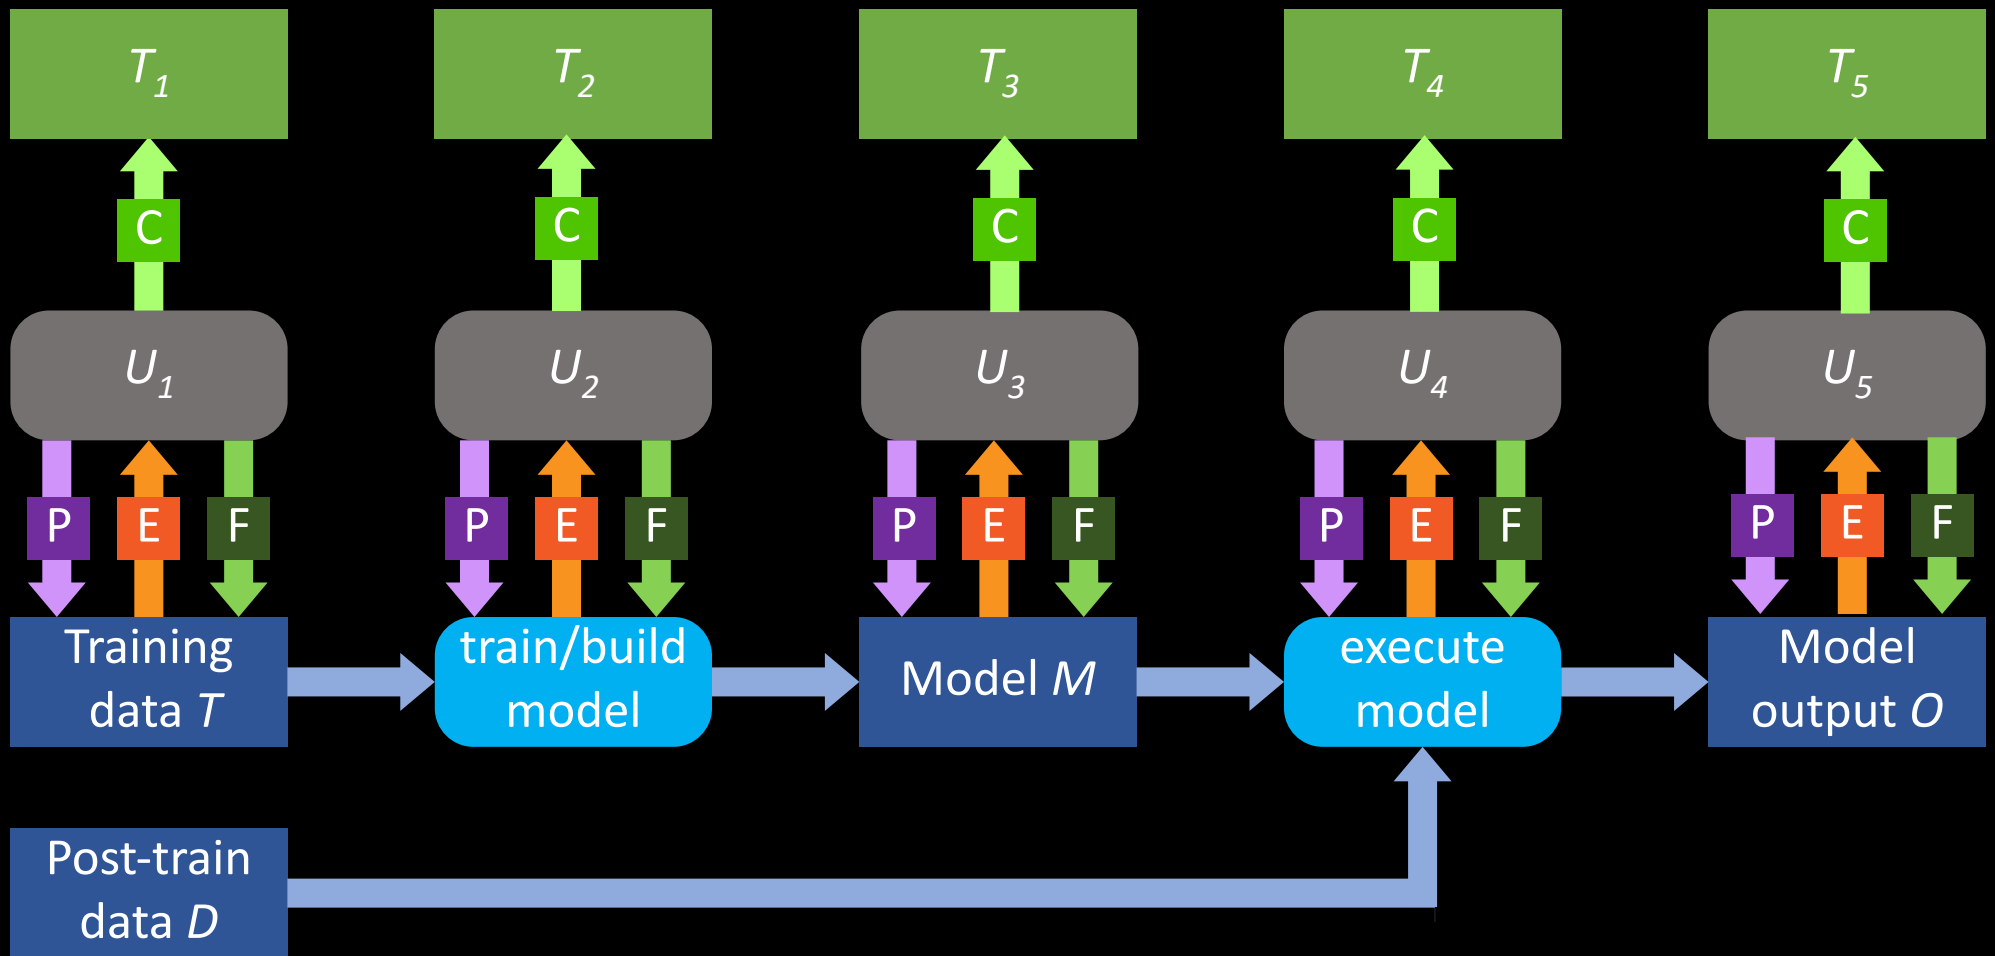 T1 T2 T3 T4 T5
C C C C C
U1 U2 U3 U4 U5
P E F P E F P E F P E F P E F
Training
data T
train/build
model
Model M
execute
model
Model
output O
Post-train
data D